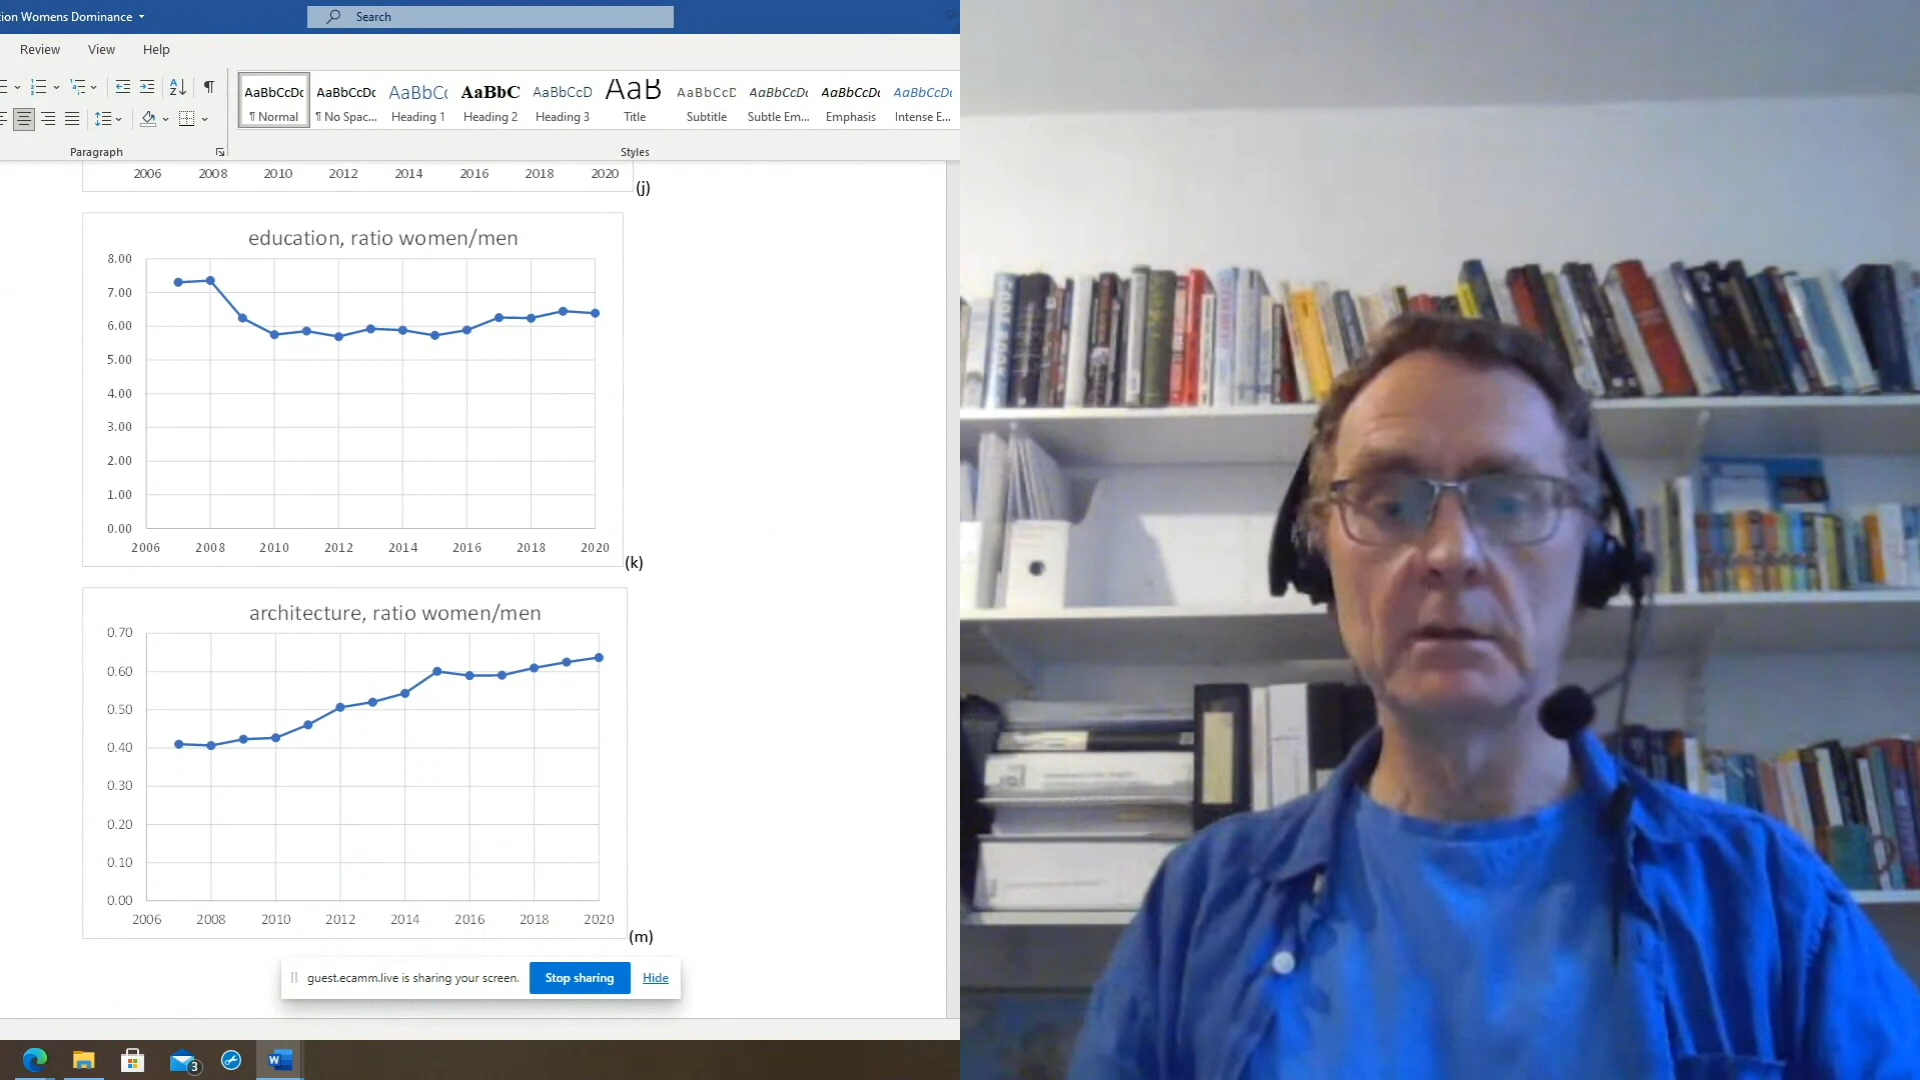 ion Womens Dominance
Search
Review View Help
AaBbCcDc AaBbCcDc AaBbCc AaBbC AaBbCcD AaB AaBbCcD AaBbCcDc AaBbCcDc AaBbCcDc
¶ Normal ¶ No Spac... Heading 1 Heading 2 Heading 3 Title Subtitle Subtle Em... Emphasis Intense E...
Paragraph Styles
2006 2008 2010 2012 2014 2016 2018 2020
(j)
education, ratio women/men
8.00
7.00
6.00
5.00
4.00
3.00
2.00
1.00
0.00
2006 2008 2010 2012 2014 2016 2018 2020
(k)
architecture, ratio women/men
0.70
0.60
0.50
0.40
0.30
0.20
0.10
0.00
2006 2008 2010 2012 2014 2016 2018 2020
(m)
guest.ecamm.live is sharing your screen. Stop sharing Hide
3